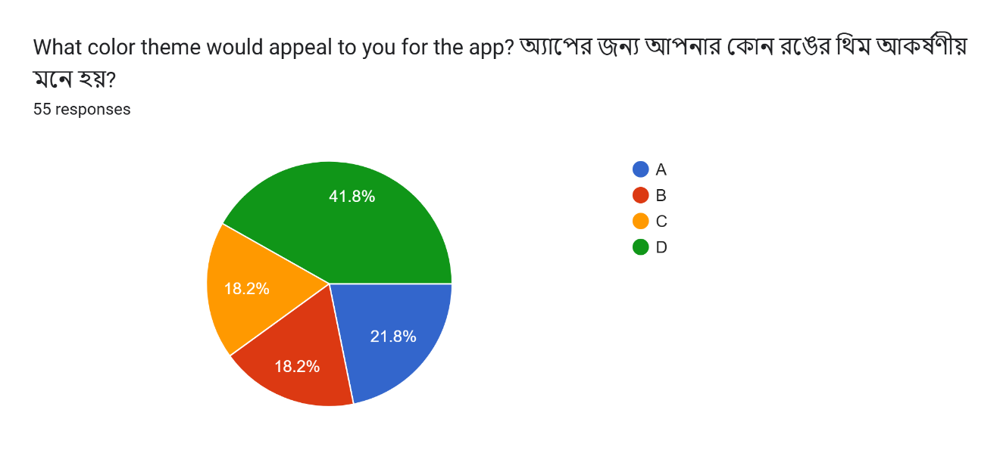 What color theme would appeal to you for the app? অ্যাপের জন্য আপনার কোন রঙের থিম আকর্ষণীয়
মনে হয়?
55 responses
A
B
C
D
41.8%
18.2%
21.8%
18.2%